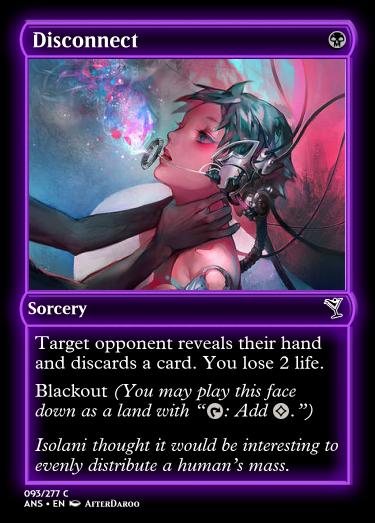 Disconnect
Sorcery
Target opponent reveals their hand
and discards a card. You lose 2 life.
Blackout (You may play this face
down as a land with “: Add .”)
Isolani thought it would be interesting to
evenly distribute a human's mass.
093/277 C
ANS • EN AfterDaroo